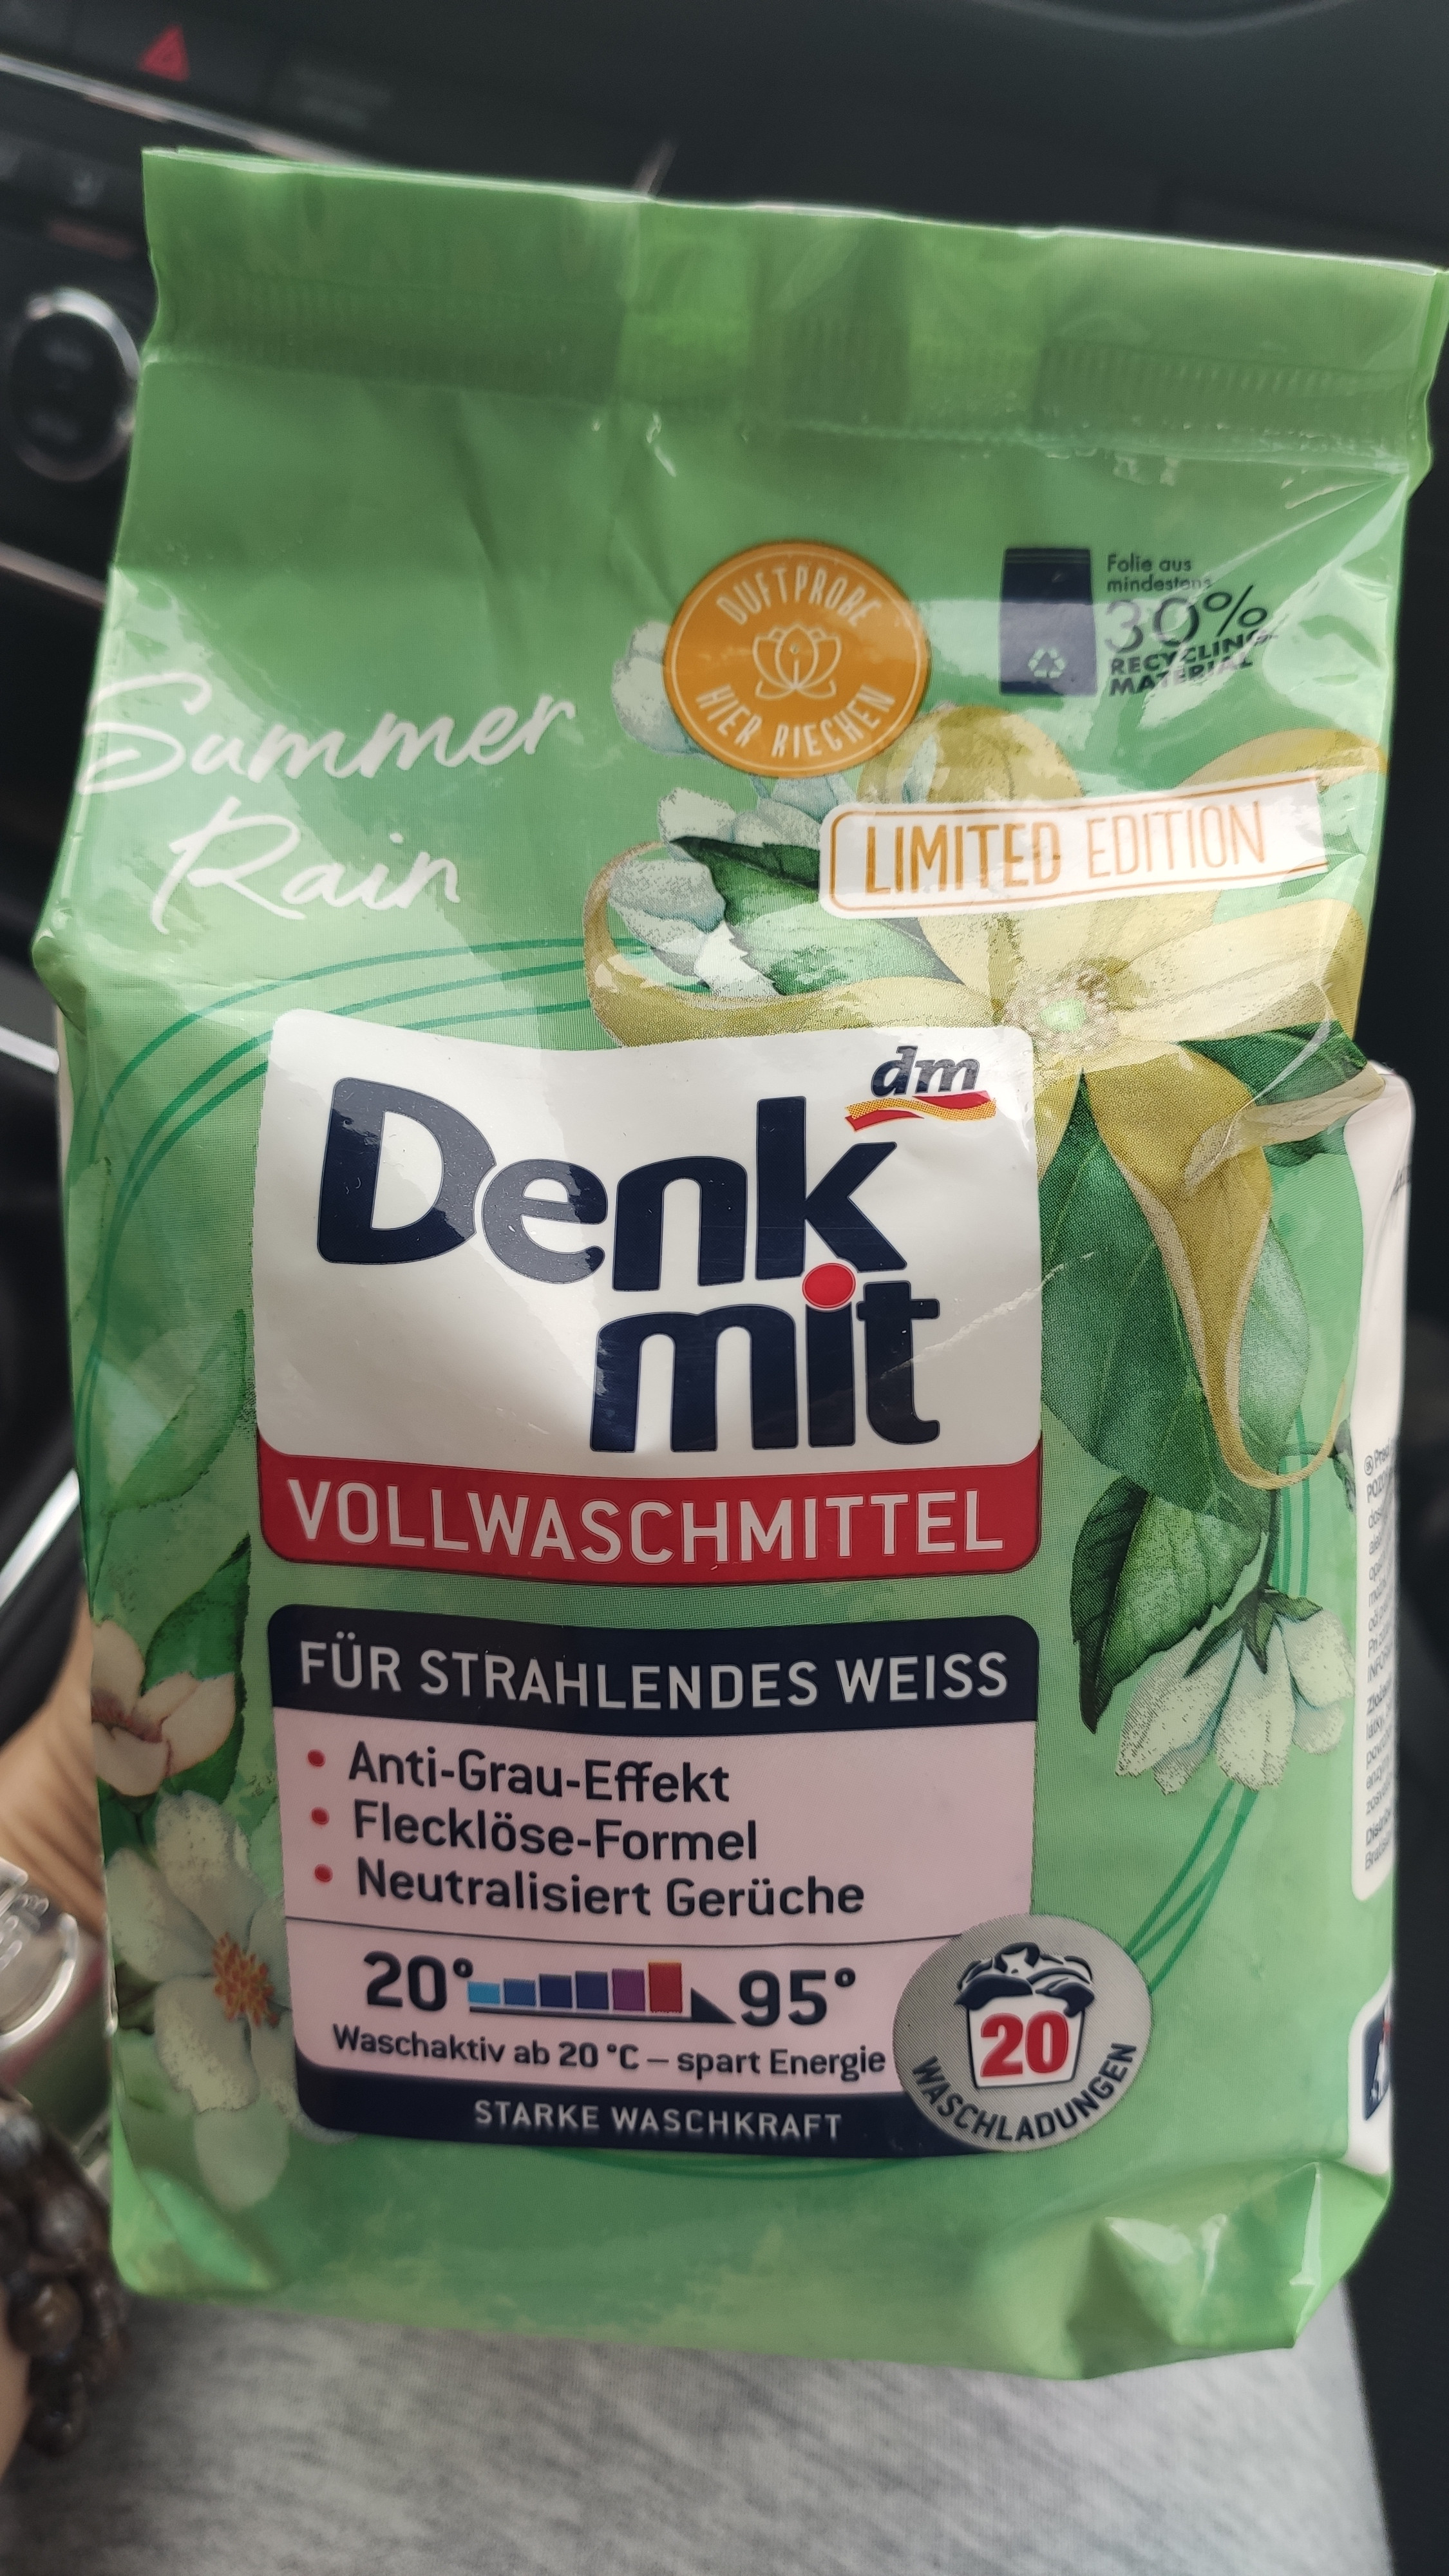 DUFTPROBE
HIER RIECHEN
Folie aus
mindestens
30%
RECYCLING-
MATERIAL
Summer
Rain
LIMITED EDITION
dm
Denk
mit
VOLLWASCHMITTEL
FÜR STRAHLENDES WEISS
• Anti-Grau-Effekt
• Flecklöse-Formel
• Neutralisiert Gerüche
20° 95°
Waschaktiv ab 20 °C – spart Energie
STARKE WASCHKRAFT
20
WASCHLADUNGEN